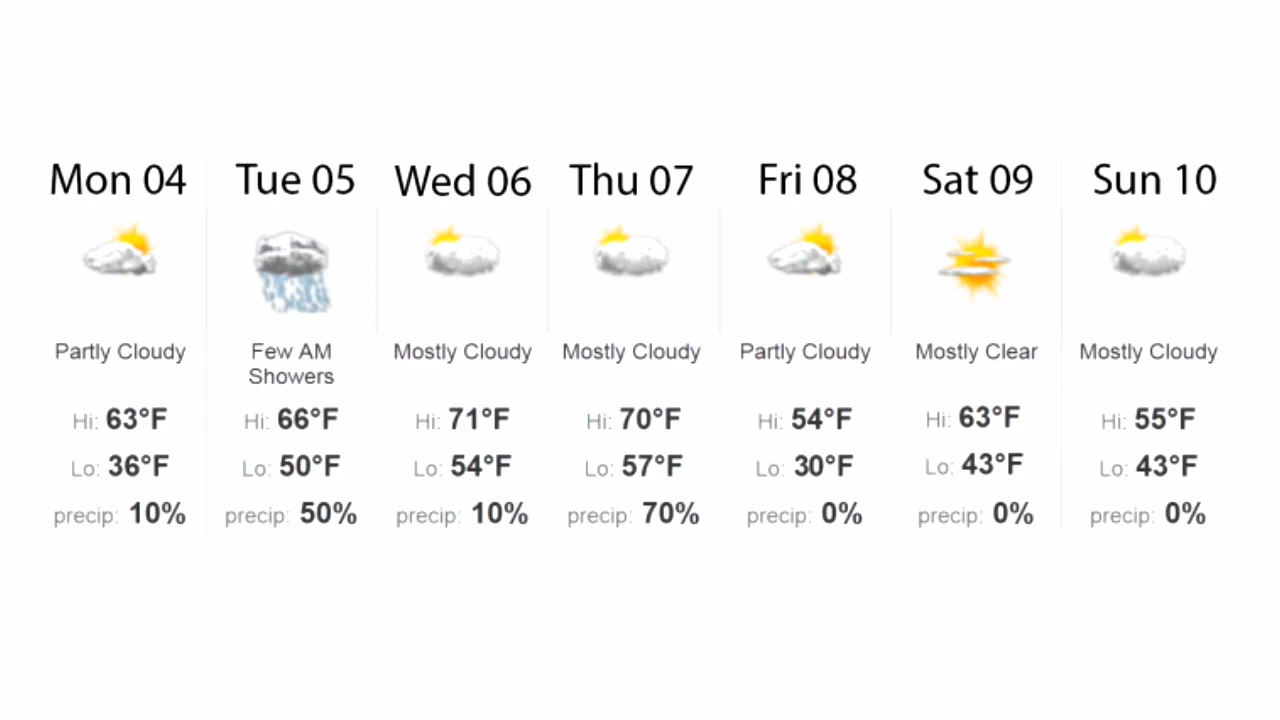 Mon 04
Partly Cloudy
Hi: 63°F
Lo: 36°F
precip: 10%
Tue 05
Few AM
Showers
Hi: 66°F
Lo: 50°F
precip: 50%
Wed 06
Mostly Cloudy
Hi: 71°F
Lo: 54°F
precip: 10%
Thu 07
Mostly Cloudy
Hi: 70°F
Lo: 57°F
precip: 70%
Fri 08
Partly Cloudy
Hi: 54°F
Lo: 30°F
precip: 0%
Sat 09
Mostly Clear
Hi: 63°F
Lo: 43°F
precip: 0%
Sun 10
Mostly Cloudy
Hi: 55°F
Lo: 43°F
precip: 0%